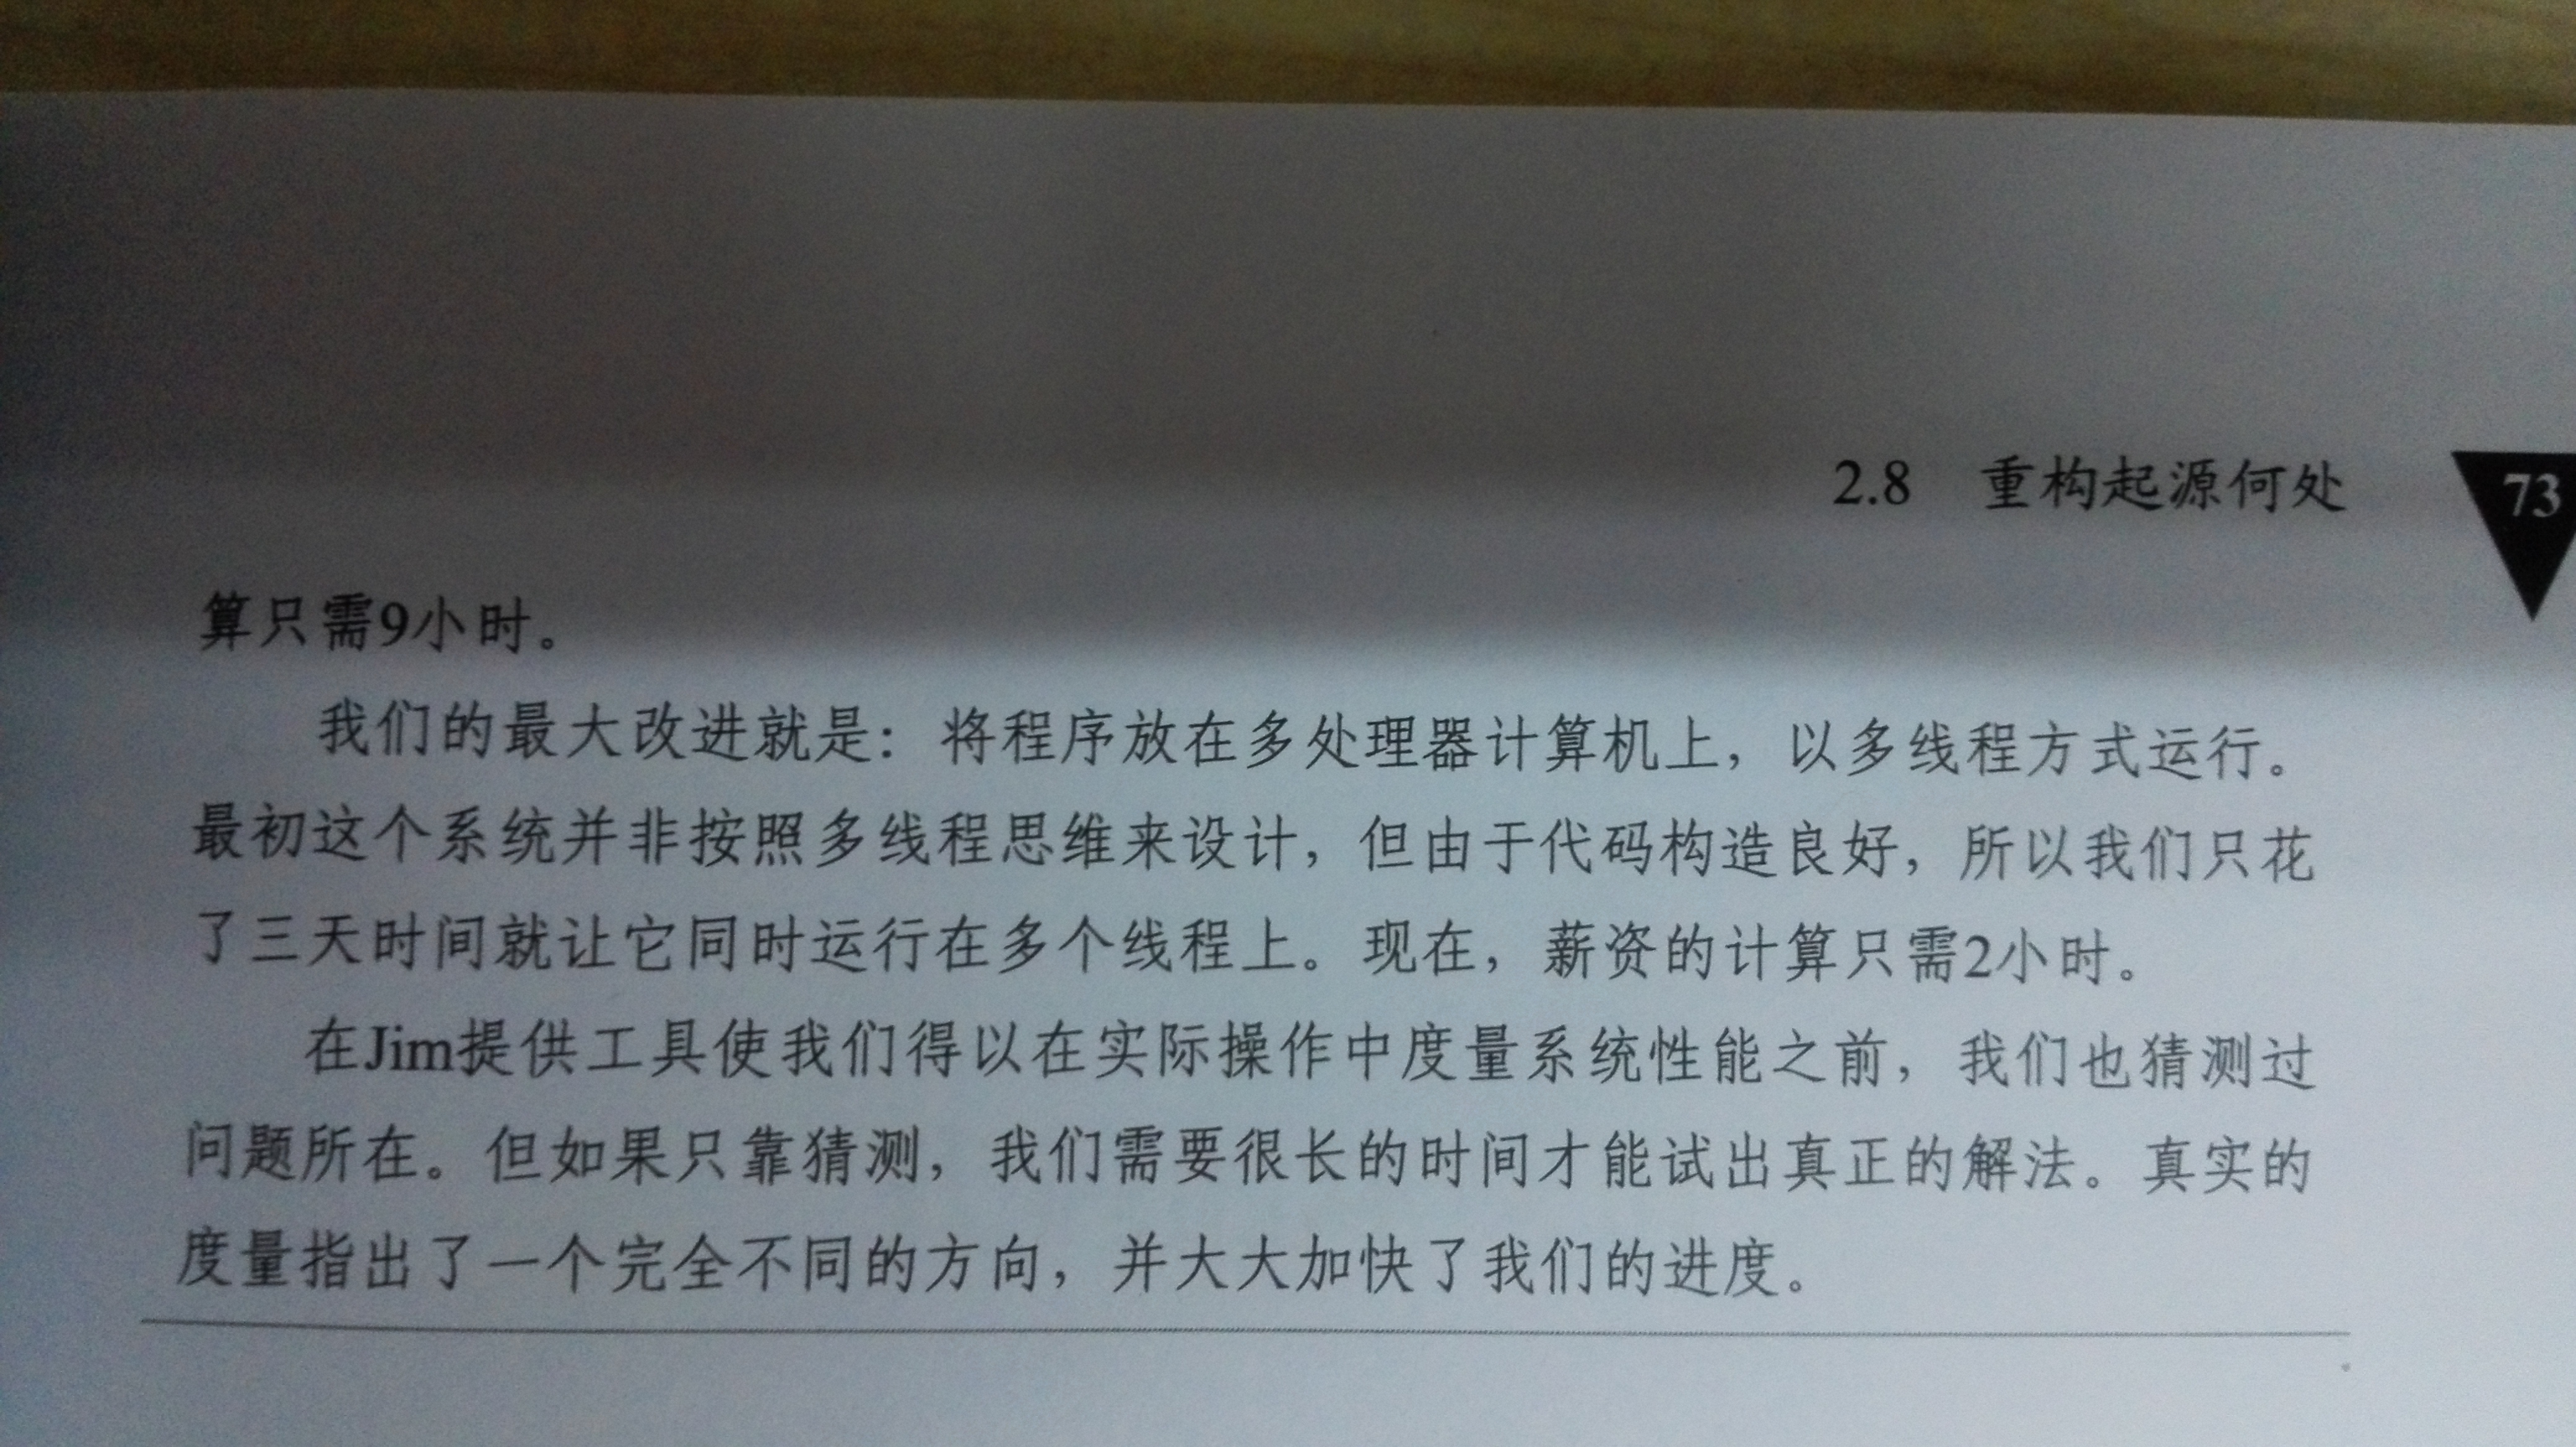 2.8 重构起源何处 73
算只需9小时。
我们的最大改进就是：将程序放在多处理器计算机上，以多线程方式运行。
最初这个系统并非按照多线程思维来设计，但由于代码构造良好，所以我们只花
了三天时间就让它同时运行在多个线程上。现在，薪资的计算只需2小时。
在Jim提供工具使我们得以在实际操作中度量系统性能之前，我们也猜测过
问题所在。但如果只靠猜测，我们需要很长的时间才能试出真正的解法。真实的
度量指出了一个完全不同的方向，并大大加快了我们的进度。